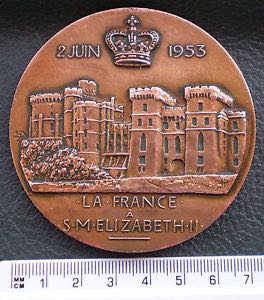 2 JUIN 1953
·LA·FRANCE·
À
·S·M·ELIZABETH·II·
MM
CM 1 2 3 4 5 6 7